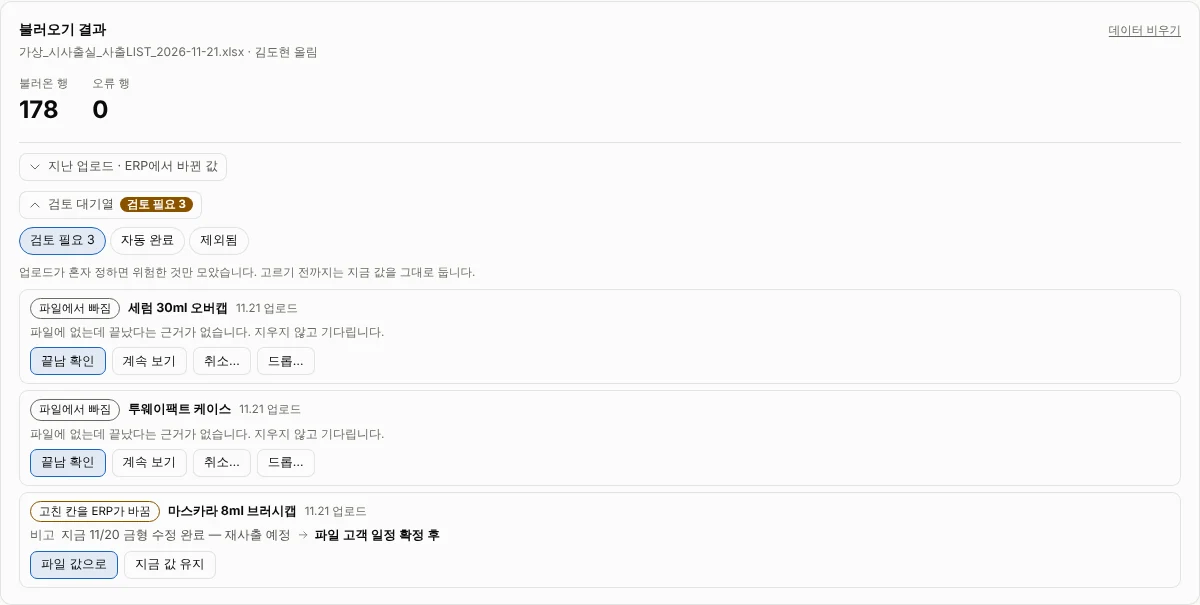 불러오기 결과
데이터 비우기
가상_시사출실_사출LIST_2026-11-21.xlsx · 김도현 올림
불러온 행 오류 행
178 0
지난 업로드 · ERP에서 바뀐 값
검토 대기열 검토 필요 3
검토 필요 3 자동 완료 제외됨
업로드가 혼자 정하면 위험한 것만 모았습니다. 고르기 전까지는 지금 값을 그대로 둡니다.
파일에서 빠짐 세럼 30ml 오버캡 11.21 업로드
파일에 없는데 끝났다는 근거가 없습니다. 지우지 않고 기다립니다.
끝남 확인 계속 보기 취소... 드롭...
파일에서 빠짐 투웨이팩트 케이스 11.21 업로드
파일에 없는데 끝났다는 근거가 없습니다. 지우지 않고 기다립니다.
끝남 확인 계속 보기 취소... 드롭...
고친 칸을 ERP가 바꿈 마스카라 8ml 브러시캡 11.21 업로드
비고 지금 11/20 금형 수정 완료 — 재사출 예정 → 파일 고객 일정 확정 후
파일 값으로 지금 값 유지